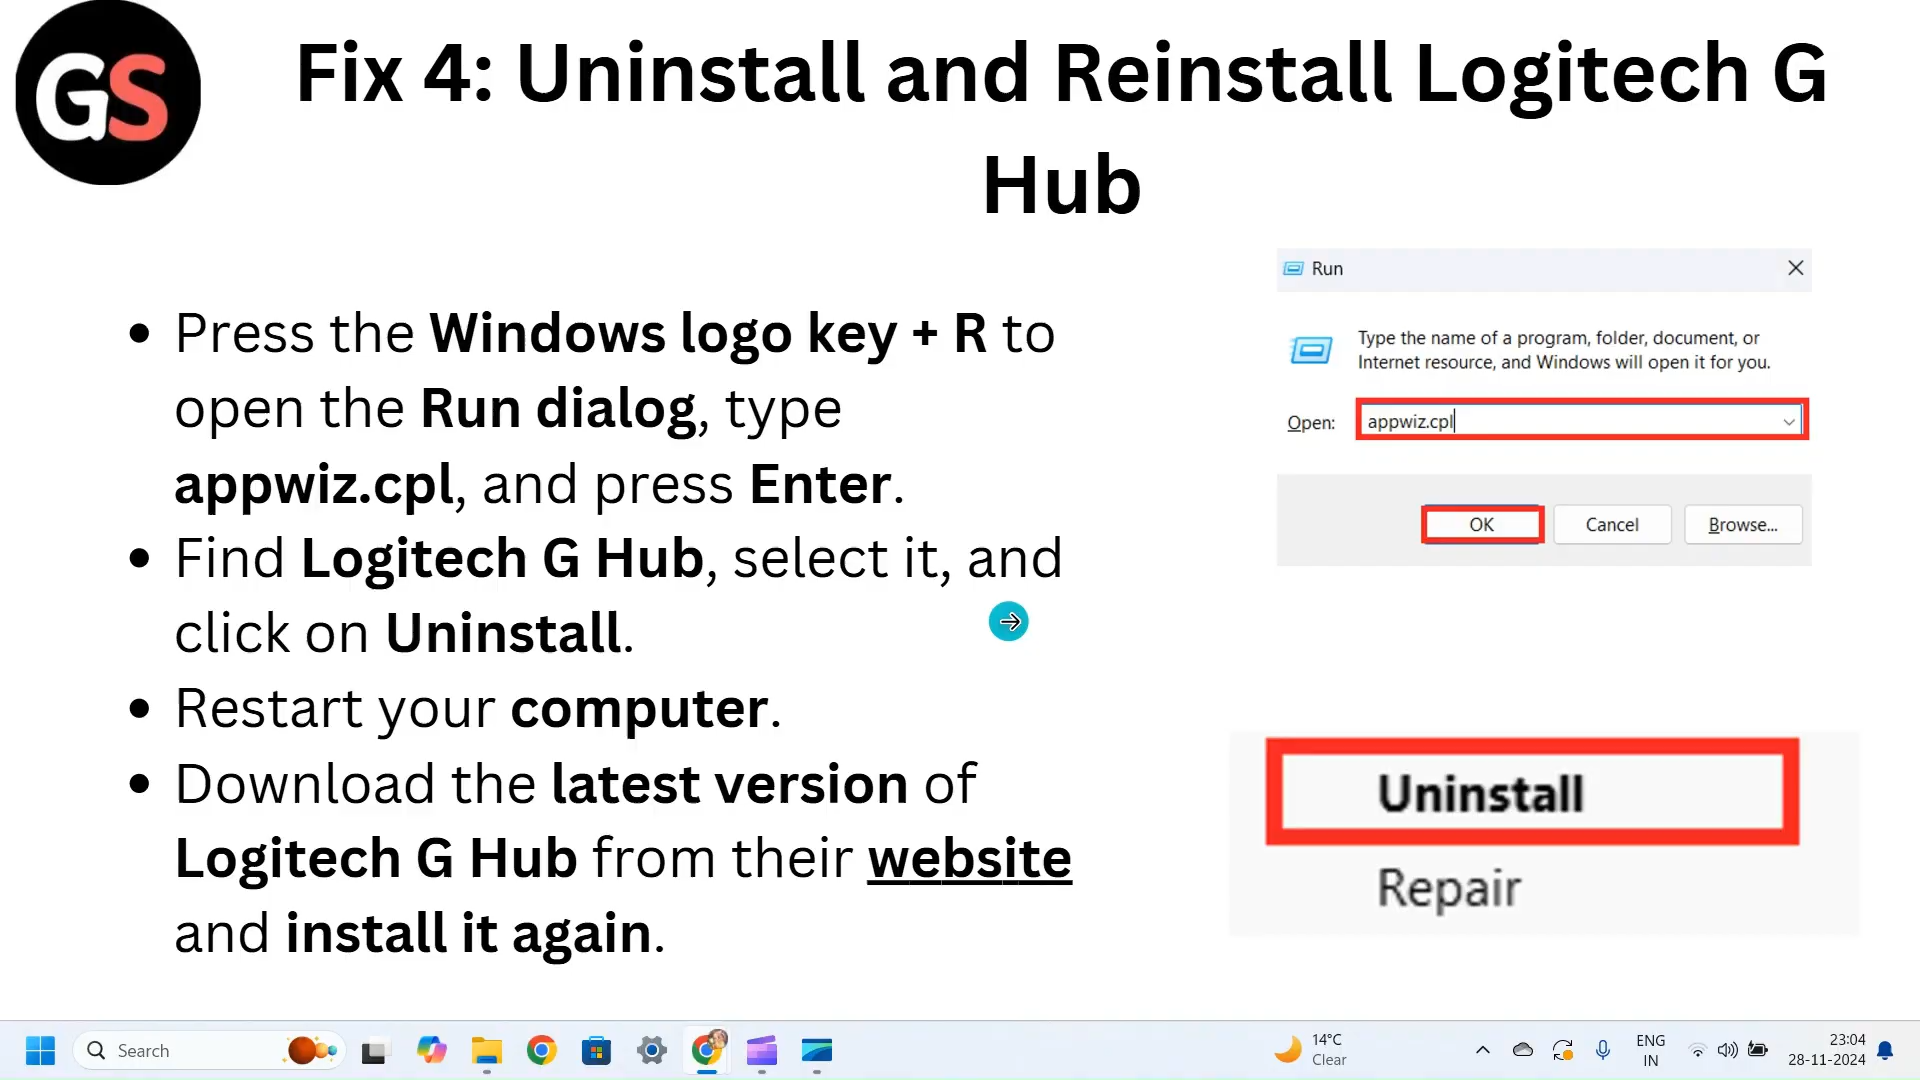 GS
Fix 4: Uninstall and Reinstall Logitech G
Hub
• Press the Windows logo key + R to
open the Run dialog, type
appwiz.cpl, and press Enter.
• Find Logitech G Hub, select it, and
click on Uninstall.
• Restart your computer.
• Download the latest version of
Logitech G Hub from their website
and install it again.
Run
Type the name of a program, folder, document, or
Internet resource, and Windows will open it for you.
Open: appwiz.cpl
OK Cancel Browse...
Uninstall
Repair
Search
14°C
Clear
ENG
IN
23:04
28-11-2024